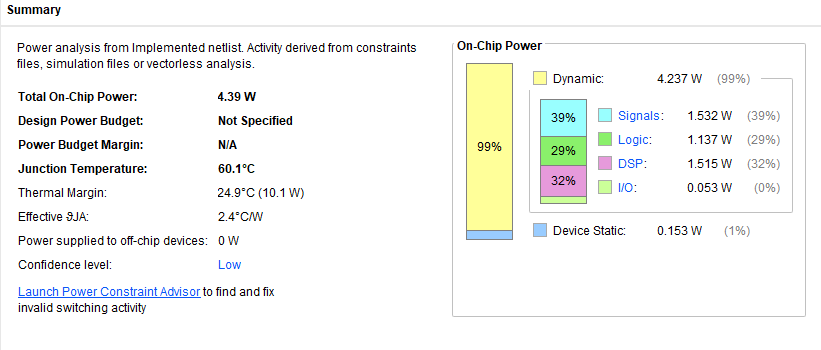 Summary
Power analysis from Implemented netlist. Activity derived from constraints
files, simulation files or vectorless analysis.
Total On-Chip Power: 4.39 W
Design Power Budget: Not Specified
Power Budget Margin: N/A
Junction Temperature: 60.1°C
Thermal Margin: 24.9°C (10.1 W)
Effective ϑJA: 2.4°C/W
Power supplied to off-chip devices: 0 W
Confidence level: Low
Launch Power Constraint Advisor to find and fix
invalid switching activity
On-Chip Power
99%
Dynamic: 4.237 W (99%)
39%
29%
32%
Signals: 1.532 W (39%)
Logic: 1.137 W (29%)
DSP: 1.515 W (32%)
I/O: 0.053 W (0%)
Device Static: 0.153 W (1%)